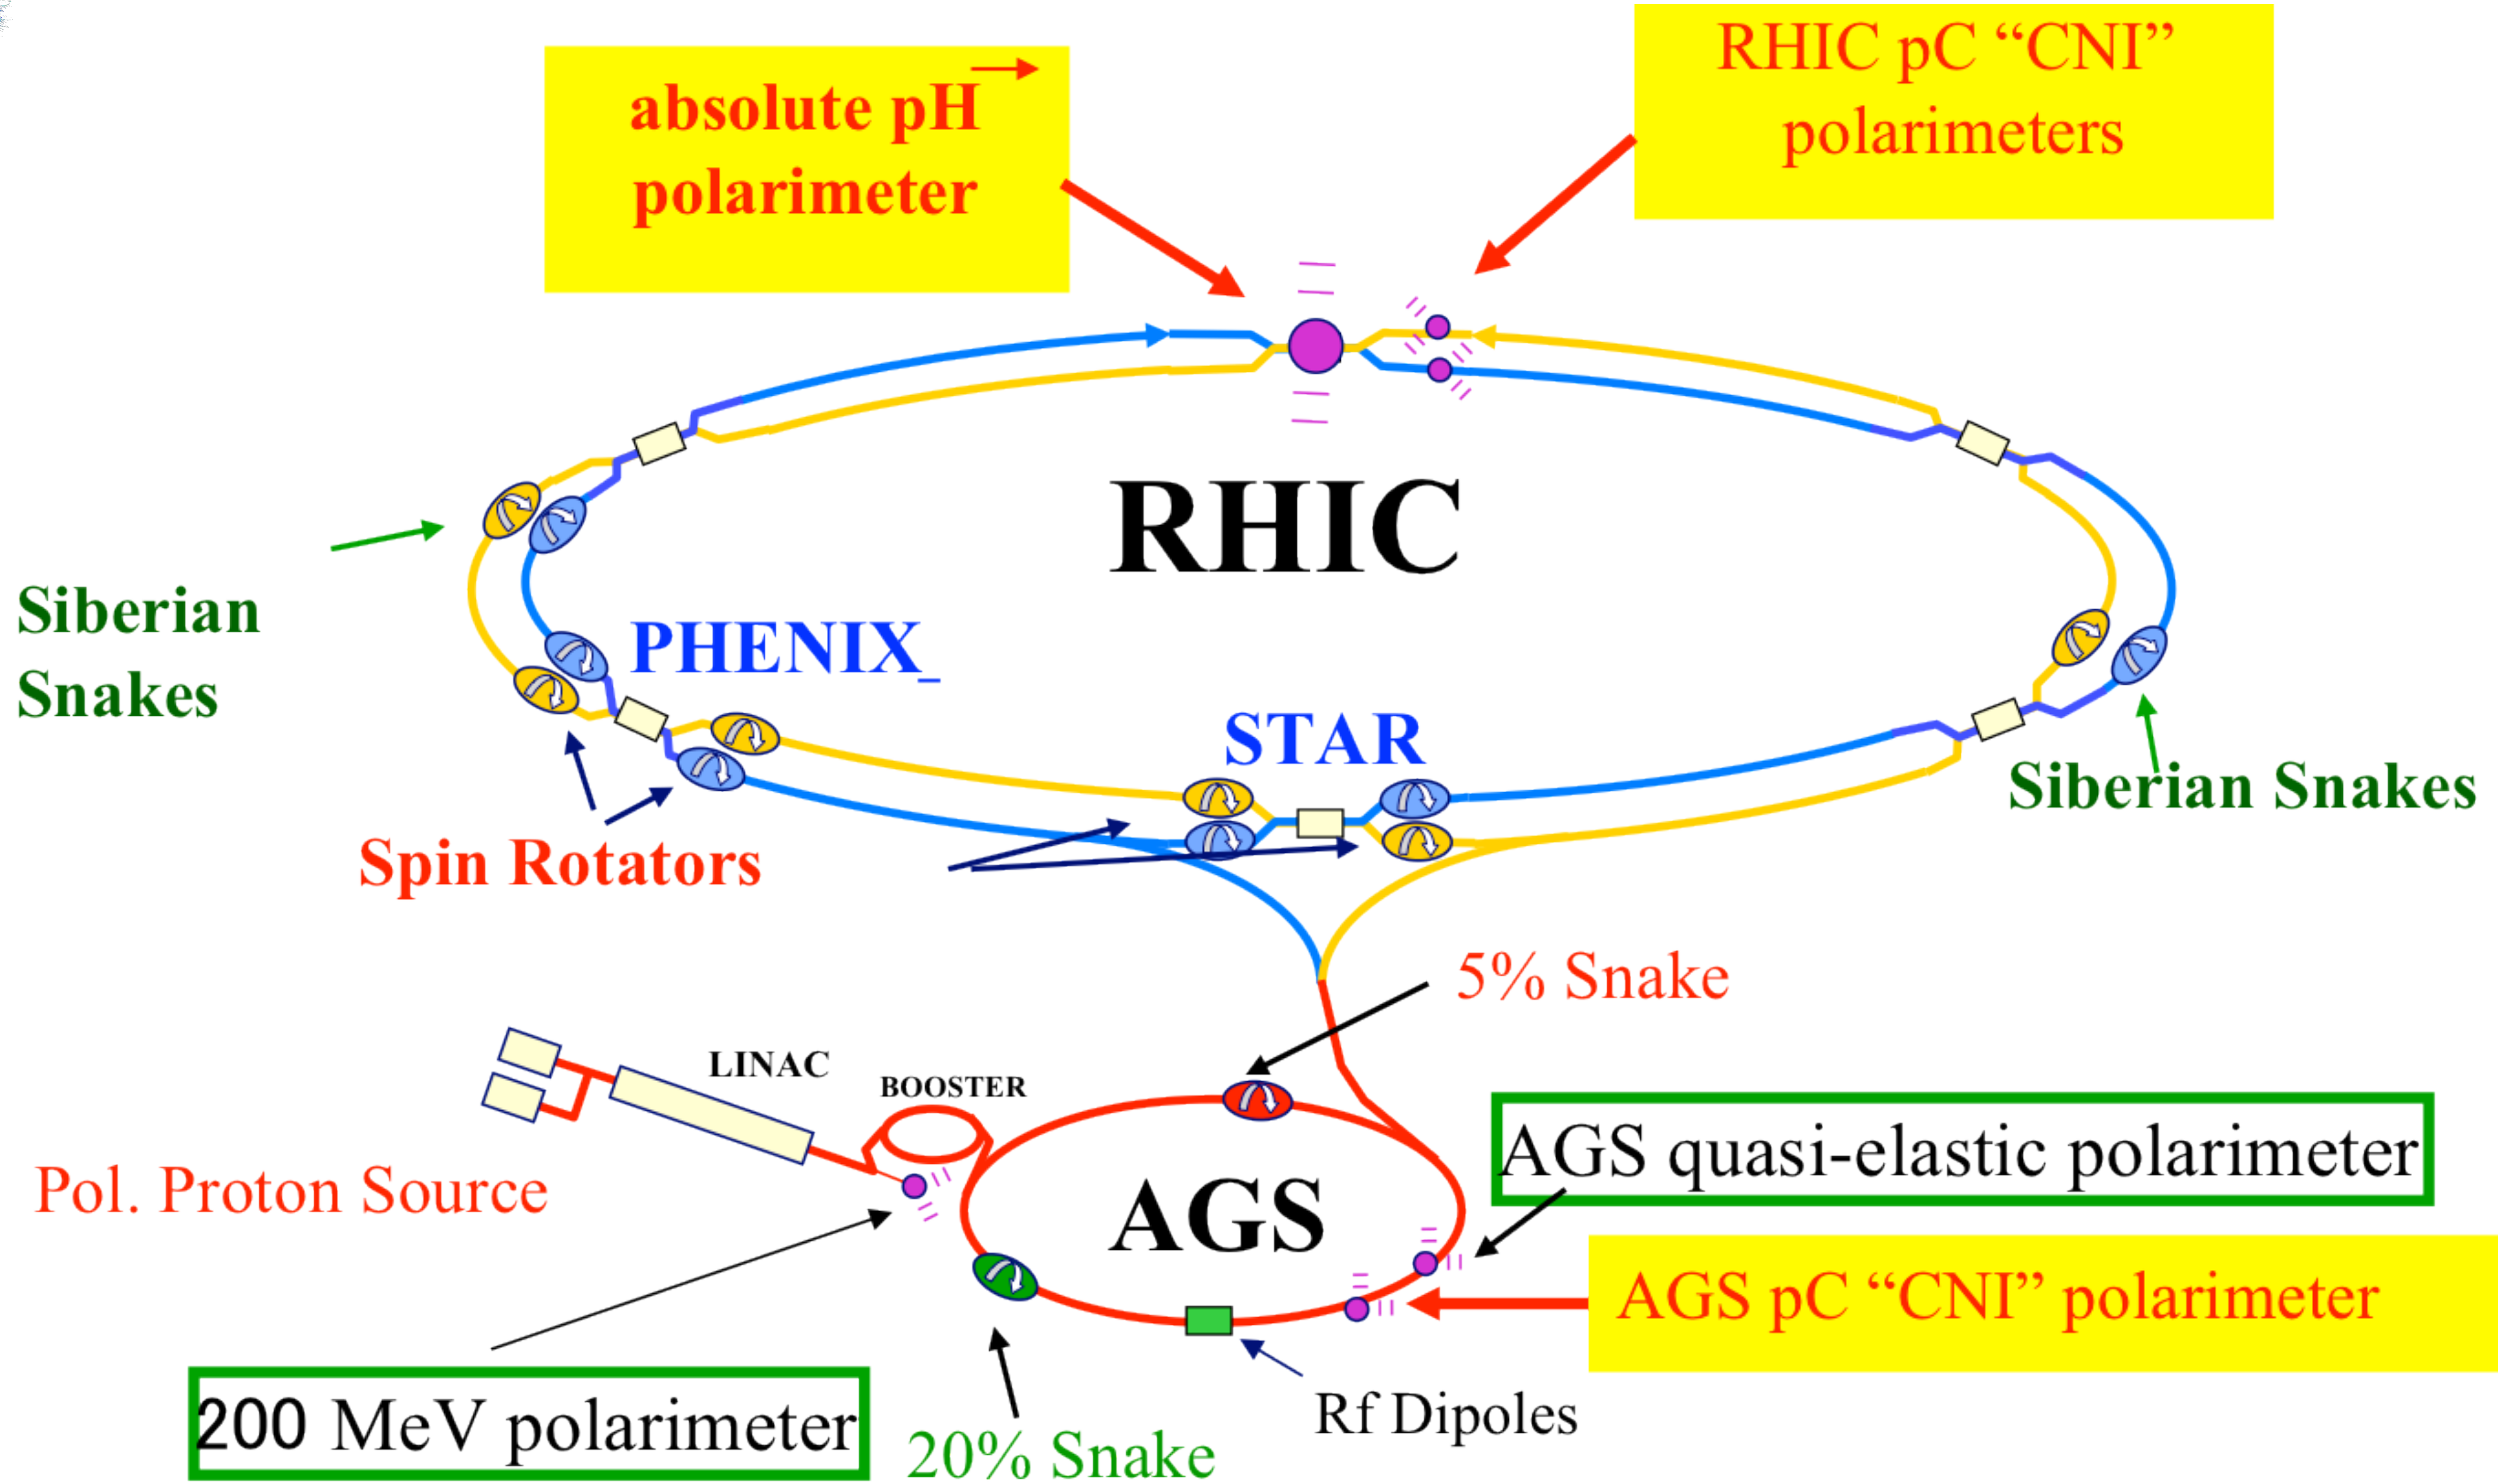 absolute pH
polarimeter
RHIC pC “CNI”
polarimeters
RHIC
Siberian
Snakes
PHENIX_
STAR
Siberian Snakes
Spin Rotators
5% Snake
LINAC
BOOSTER
Pol. Proton Source
AGS
AGS quasi-elastic polarimeter
AGS pC “CNI” polarimeter
Rf Dipoles
200 MeV polarimeter
20% Snake